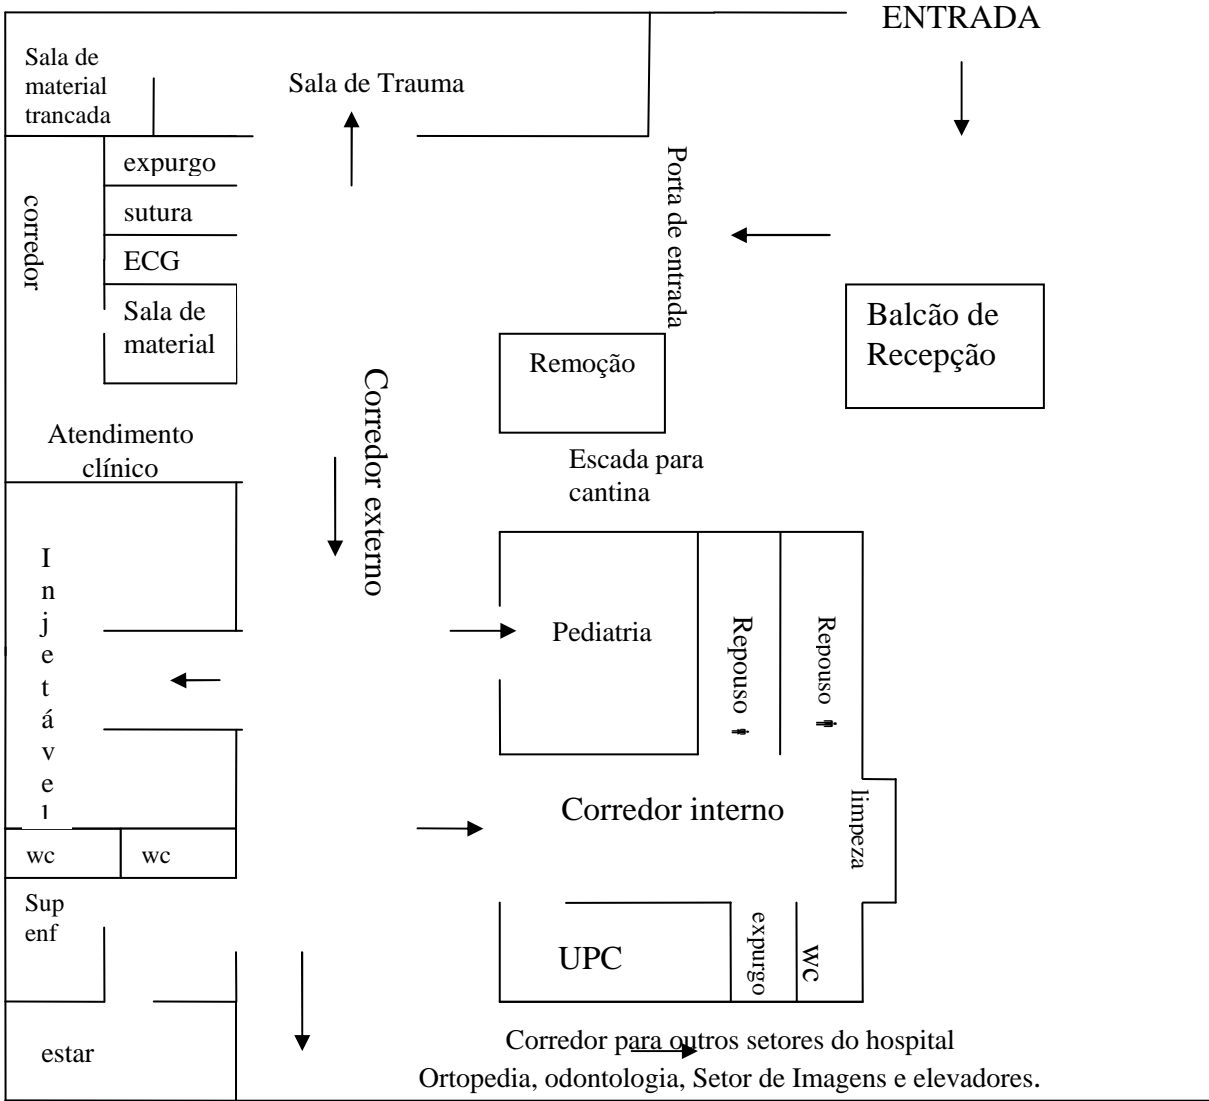 ENTRADA
Sala de
material
trancada
Sala de Trauma
expurgo
sutura
ECG
Sala de
material
corredor
Porta de entrada
Balcão de
Recepção
Remoção
Corredor externo
Atendimento
clínico
Escada para
cantina
Injetável
Pediatria
Repouso
Repouso
Corredor interno
limpeza
wc
wc
Sup
enf
UPC
expurgo
wc
estar
Corredor para outros setores do hospital
Ortopedia, odontologia, Setor de Imagens e elevadores.